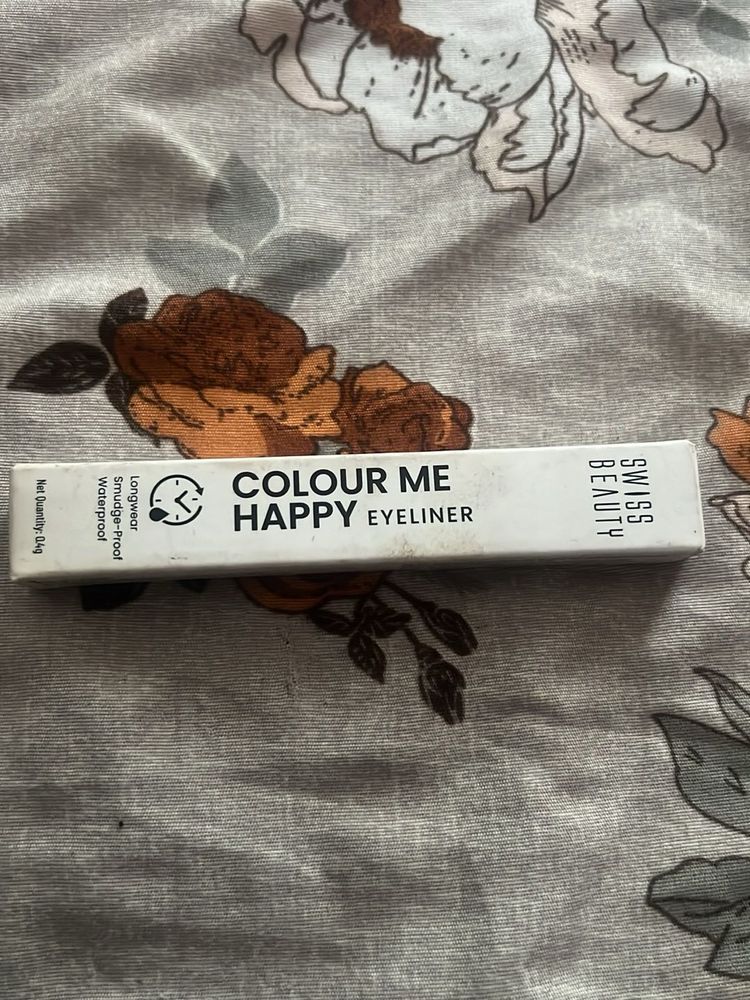 COLOUR ME
HAPPY EYELINER
SWISS
BEAUTY
Longwear
Smudge-Proof
Waterproof
Net Quantity: 0.4g